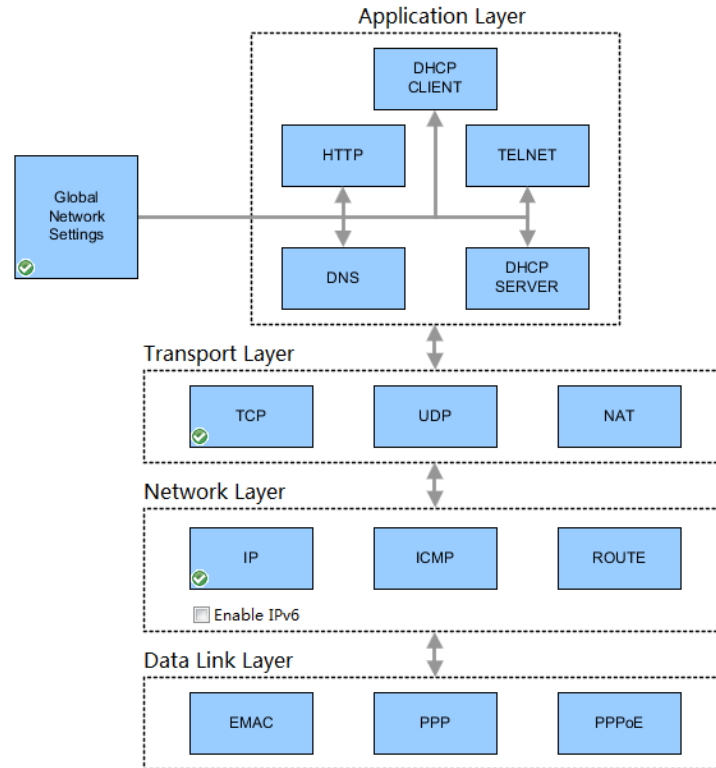 Application Layer
DHCP
CLIENT
HTTP
TELNET
Global
Network
Settings
DNS
DHCP
SERVER
Transport Layer
TCP
UDP
NAT
Network Layer
IP
ICMP
ROUTE
Enable IPv6
Data Link Layer
EMAC
PPP
PPPoE